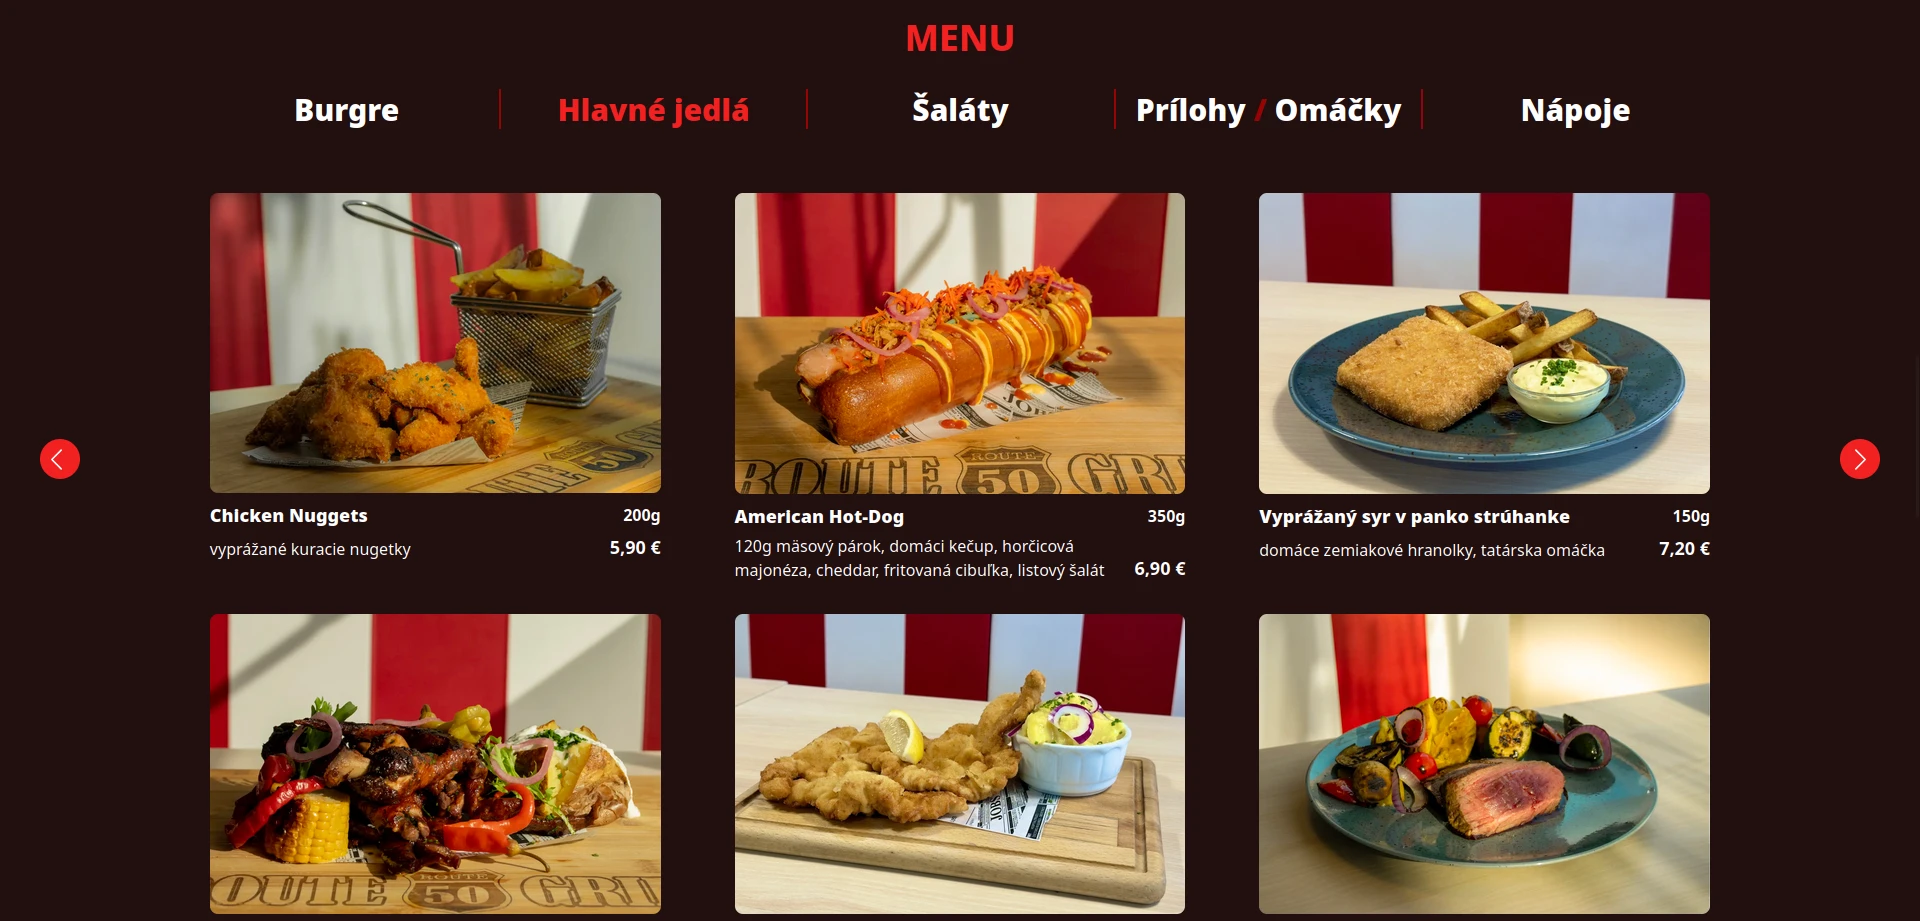 MENU
Burgre
Hlavné jedlá
Šaláty
Prílohy / Omáčky
Nápoje
50
ROUTE
ROUTE 50 GRI
Chicken Nuggets 200g
vyprážané kuracie nugetky 5,90 €
American Hot-Dog 350g
120g mäsový párok, domáci kečup, horčicová
majonéza, cheddar, fritovaná cibuľka, listový šalát 6,90 €
Vyprážaný syr v panko strúhanke 150g
domáce zemiakové hranolky, tatárska omáčka 7,20 €
ROUTE
OUTE 50 GRI